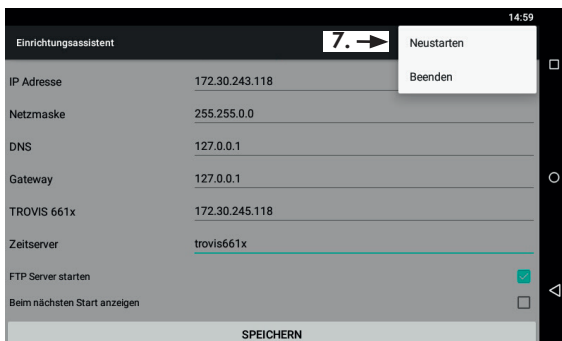 14:59
Einrichtungsassistent
7.
Neustarten
Beenden
IP Adresse 172.30.243.118
Netzmaske 255.255.0.0
DNS 127.0.0.1
Gateway 127.0.0.1
TROVIS 661x 172.30.245.118
Zeitserver trovis661x
FTP Server starten
Beim nächsten Start anzeigen
SPEICHERN